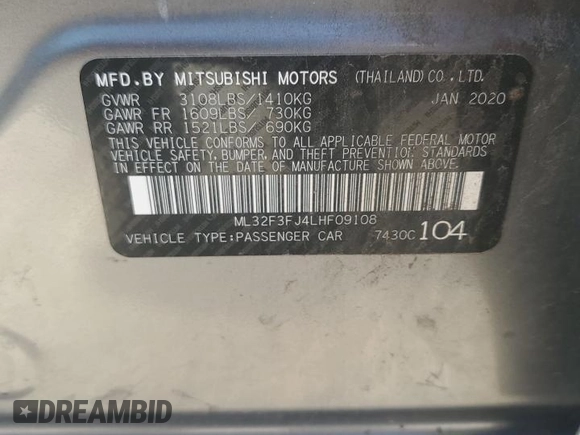 MFD.BY MITSUBISHI MOTORS (THAILAND)CO.,LTD.
GVWR 3108LBS/1410KG JAN 2020
GAWR FR 1609LBS/ 730KG
GAWR RR 1521LBS/ 690KG
THIS VEHICLE CONFORMS TO ALL APPLICABLE FEDERAL MOTOR
VEHICLE SAFETY, BUMPER, AND THEFT PREVENTION STANDARDS
IN EFFECT ON THE DATE OF MANUFACTURE SHOWN ABOVE.
ML32F3FJ4LHF09108
VEHICLE TYPE:PASSENGER CAR 7430C 104
DREAMBID